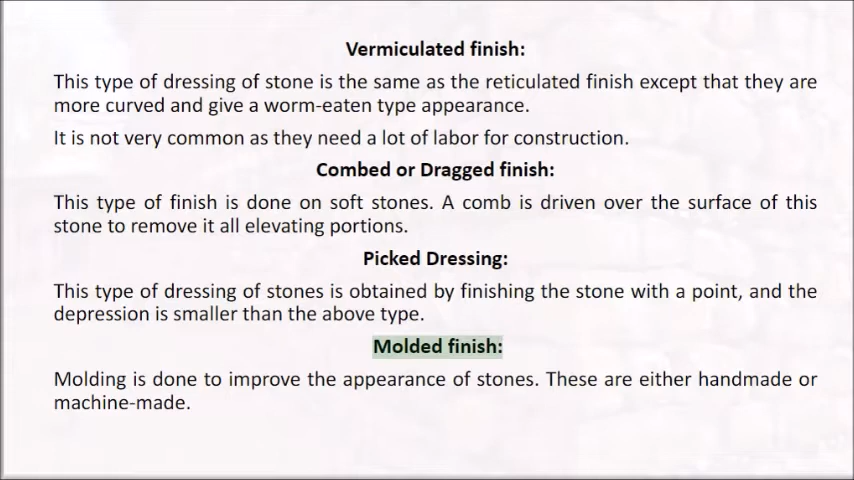 Vermiculated finish:
This type of dressing of stone is the same as the reticulated finish except that they are
more curved and give a worm-eaten type appearance.
It is not very common as they need a lot of labor for construction.
Combed or Dragged finish:
This type of finish is done on soft stones. A comb is driven over the surface of this
stone to remove it all elevating portions.
Picked Dressing:
This type of dressing of stones is obtained by finishing the stone with a point, and the
depression is smaller than the above type.
Molded finish:
Molding is done to improve the appearance of stones. These are either handmade or
machine-made.